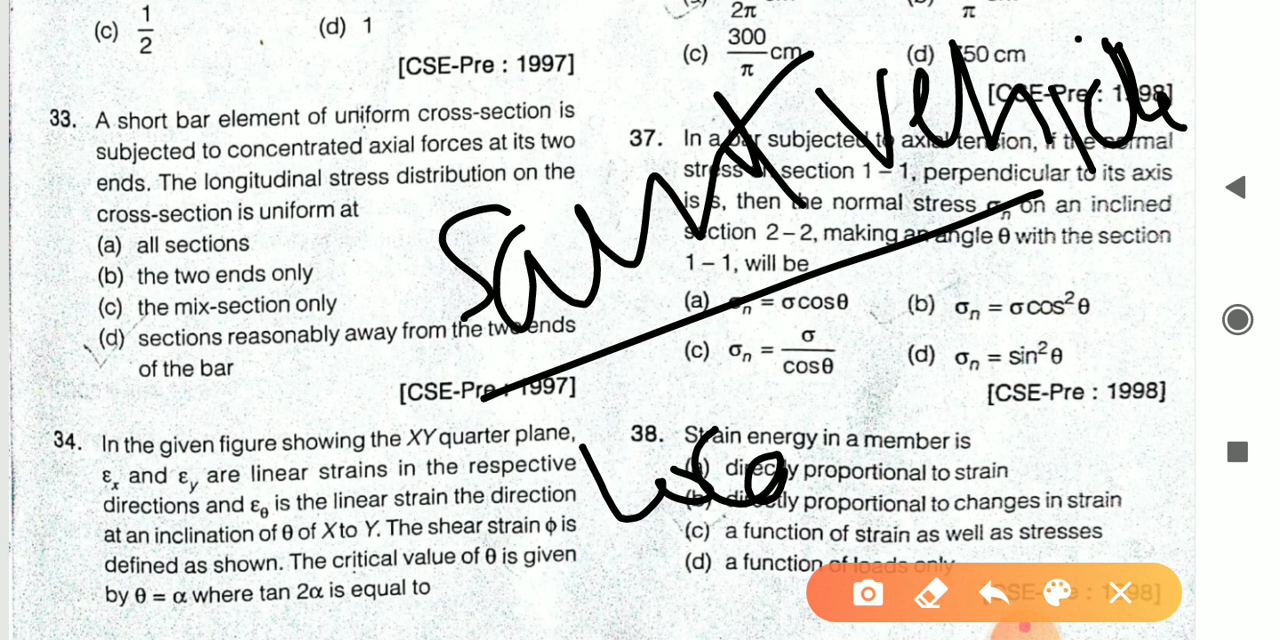 (c) 1/2
(d) 1
[CSE-Pre : 1997]
33. A short bar element of uniform cross-section is
subjected to concentrated axial forces at its two
ends. The longitudinal stress distribution on the
cross-section is uniform at
(a) all sections
(b) the two ends only
(c) the mix-section only
(d) sections reasonably away from the two ends
of the bar
[CSE-Pre : 1997]
34. In the given figure showing the XY quarter plane,
εx and εy are linear strains in the respective
directions and εθ is the linear strain the direction
at an inclination of θ of X to Y. The shear strain ϕ is
defined as shown. The critical value of θ is given
by θ = α where tan 2α is equal to
2π
π
(c) 300/π cm
(d) 50 cm
[CSE-Pre : 1998]
37. In a bar subjected to axial tension, if the normal
stress section 1 – 1, perpendicular to its axis
is s, then the normal stress σn on an inclined
section 2 – 2, making an angle θ with the section
1 – 1, will be
(a) σn = σcosθ
(b) σn = σcos²θ
(c) σn = σ/cosθ
(d) σn = sin²θ
[CSE-Pre : 1998]
38. Strain energy in a member is
(a) directly proportional to strain
(b) directly proportional to changes in strain
(c) a function of strain as well as stresses
(d) a function of loads only